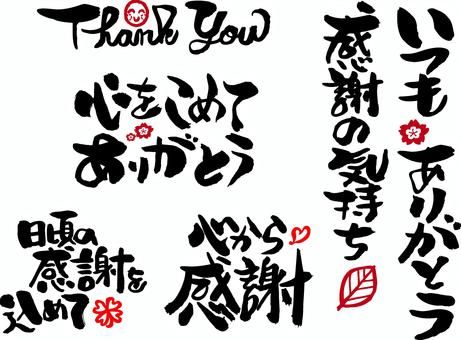 Thank You
心をこめて
ありがとう
日頃の
感謝を
込めて
心から
感謝
感謝の気持ち
いつもありがとう